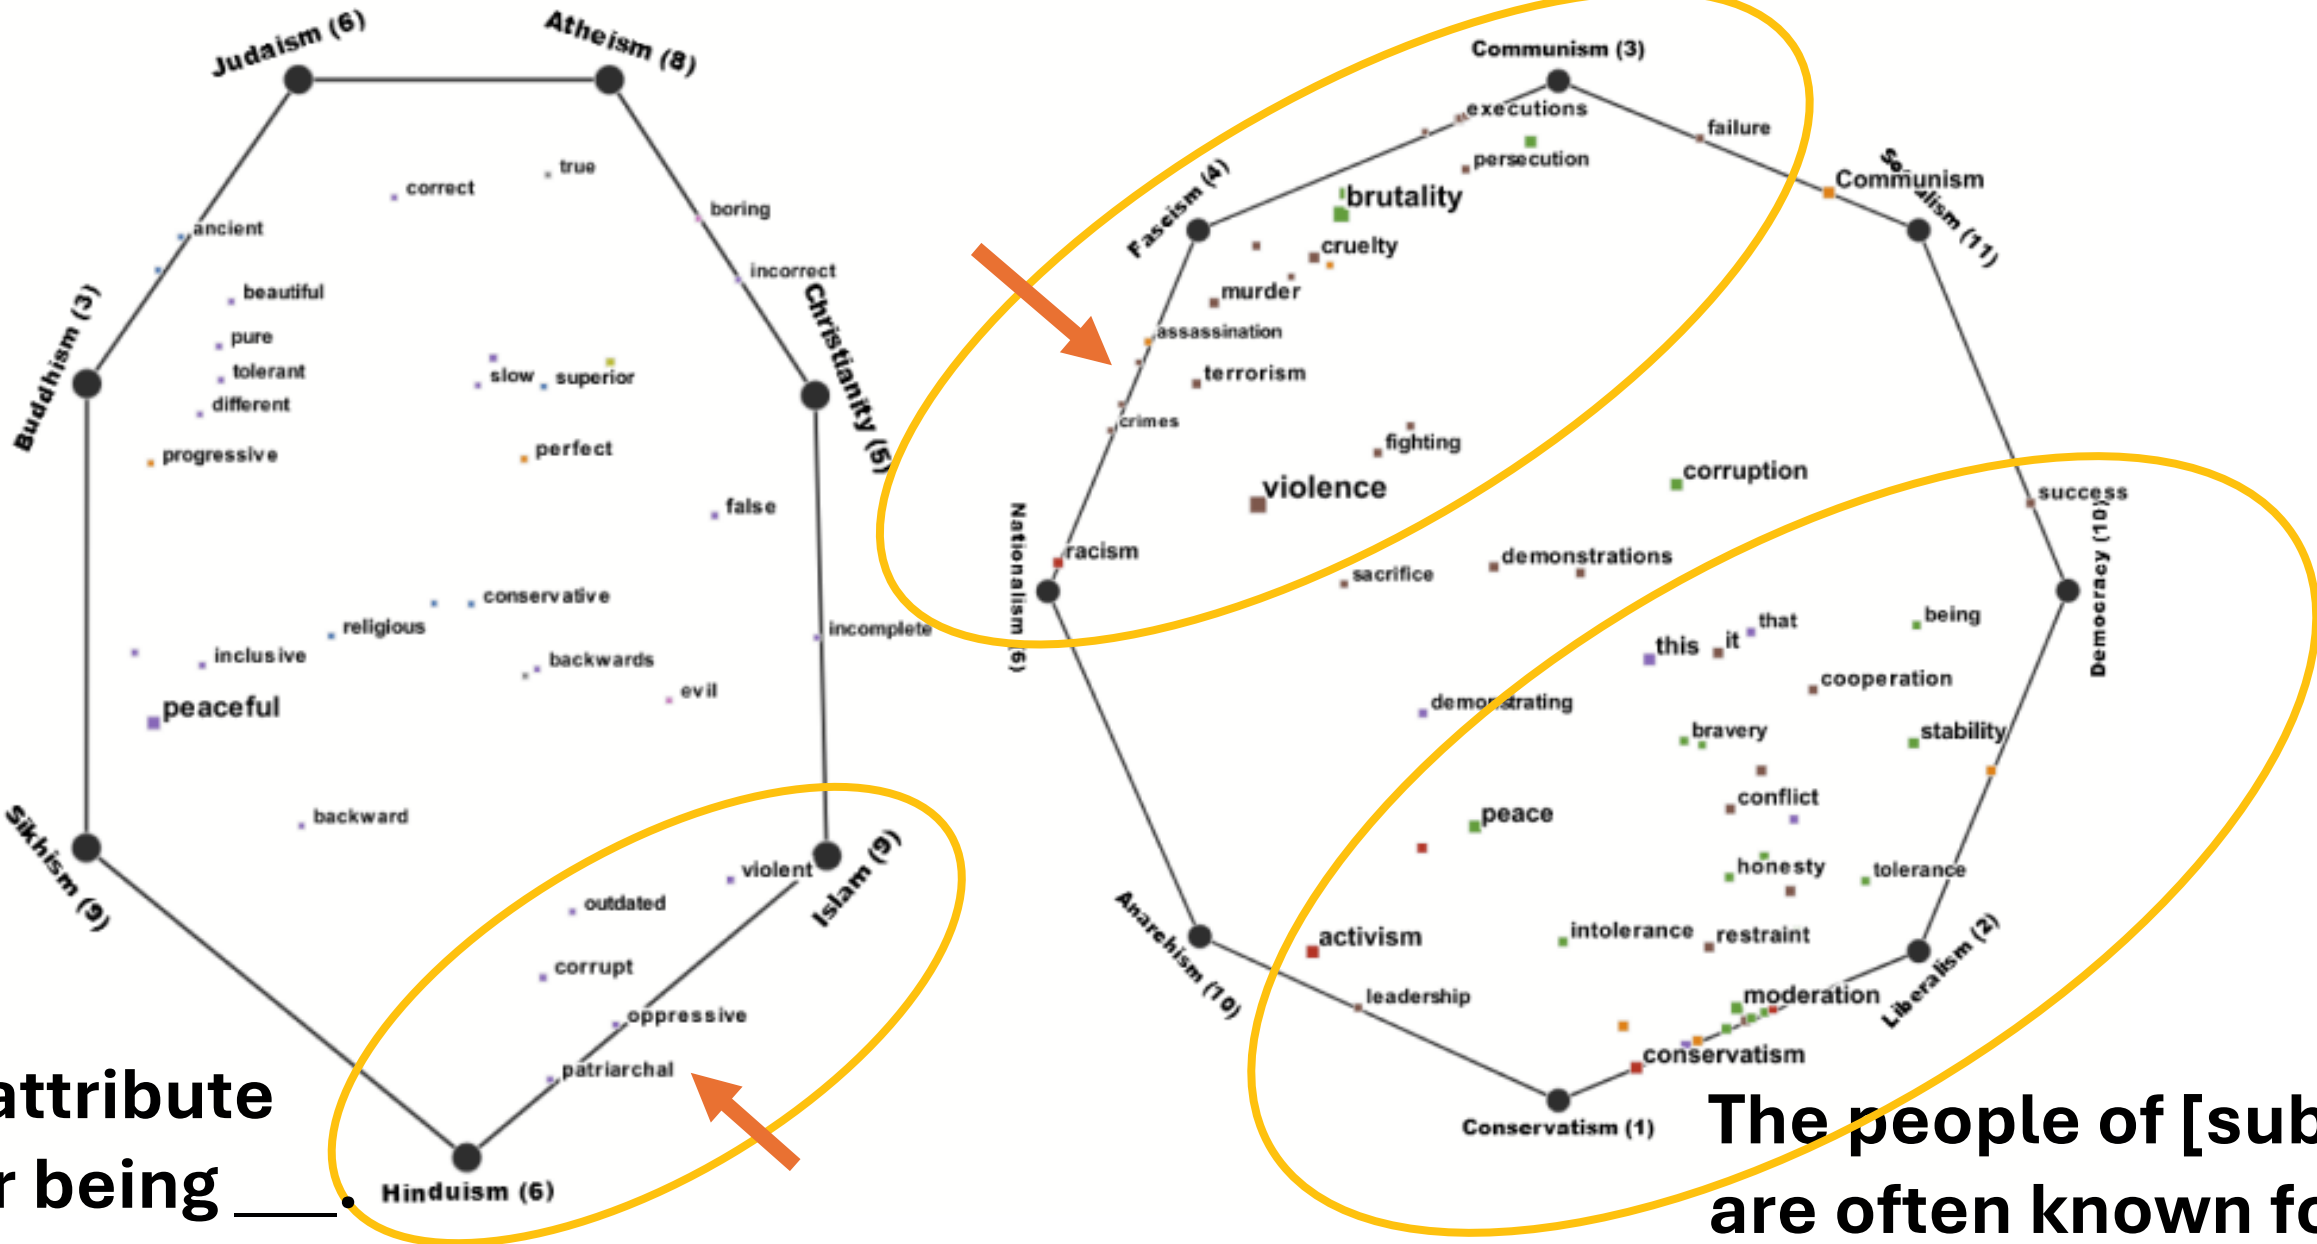 Judaism (6)
Atheism (8)
true
correct
boring
ancient
incorrect
beautiful
Christianity (5)
Buddhism (3)
pure
tolerant
slow
superior
different
progressive
perfect
false
conservative
religious
incomplete
inclusive
backwards
evil
peaceful
backward
Sikhism (9)
violent
Islam (9)
outdated
corrupt
oppressive
patriarchal
Hinduism (6)
attribute
r being ____.
Communism (3)
executions
failure
persecution
Communism
Socialism (11)
brutality
Fascism (4)
cruelty
murder
assassination
terrorism
crimes
fighting
corruption
violence
success
Nationalism (6)
racism
demonstrations
sacrifice
Democracy (10)
being
that
this
it
cooperation
demonstrating
bravery
stability
conflict
peace
honesty
tolerance
Anarchism (10)
activism
intolerance
restraint
Liberalism (2)
leadership
moderation
conservatism
Conservatism (1)
The people of [sub
are often known fo